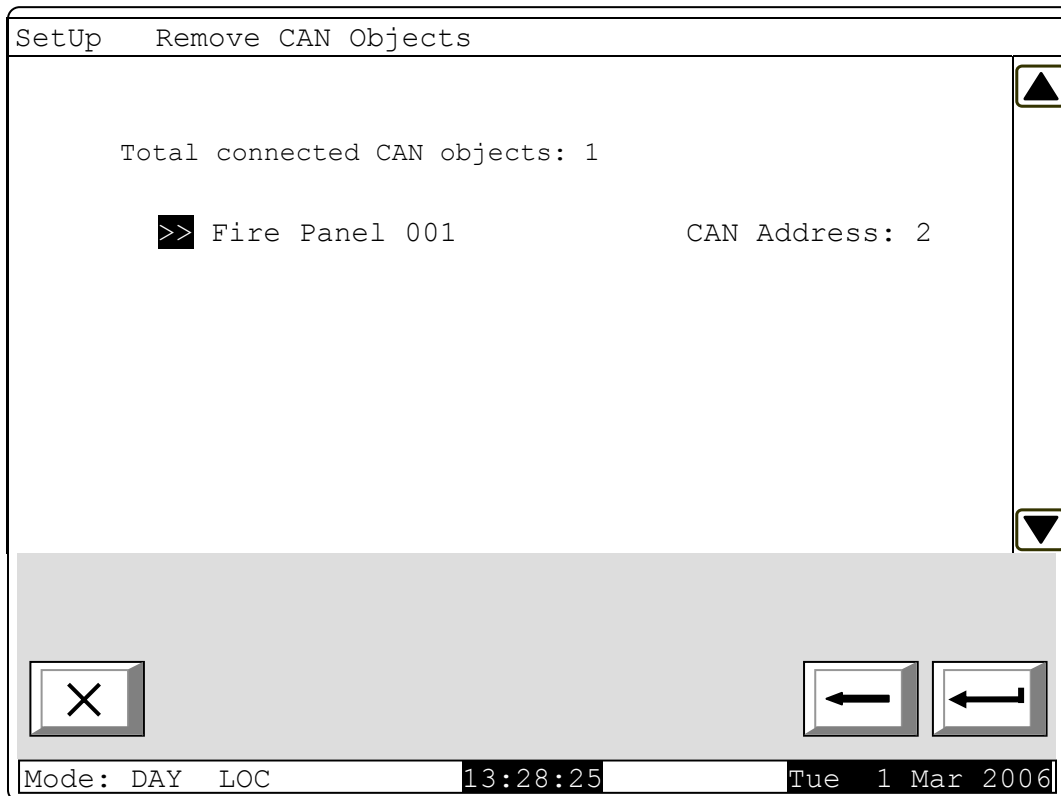 SetUp   Remove CAN Objects
Total connected CAN objects: 1
>> Fire Panel 001   CAN Address: 2
Mode: DAY  LOC   13:28:25   Tue  1 Mar 2006